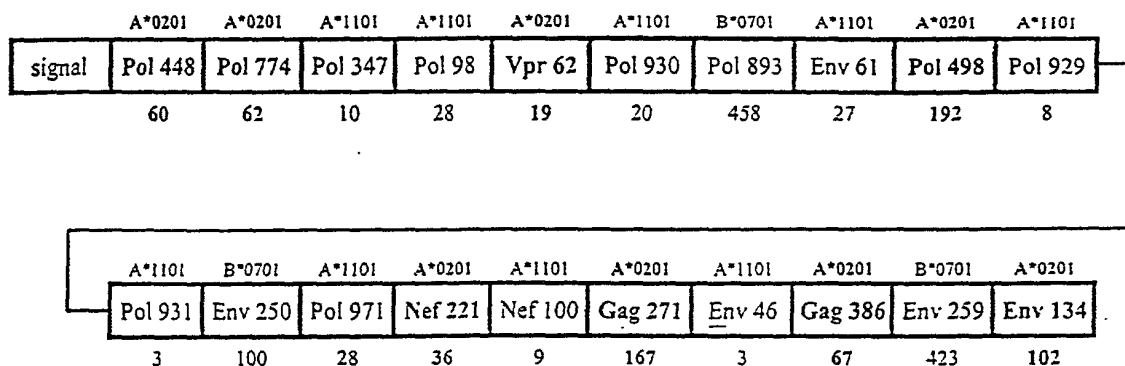 A*0201 A*0201 A*1101 A*1101 A*0201 A*1101 B*0701 A*1101 A*0201 A*1101
signal Pol 448 Pol 774 Pol 347 Pol 98 Vpr 62 Pol 930 Pol 893 Env 61 Pol 498 Pol 929
60 62 10 28 19 20 458 27 192 8
A*1101 B*0701 A*1101 A*0201 A*1101 A*0201 A*1101 A*0201 B*0701 A*0201
Pol 931 Env 250 Pol 971 Nef 221 Nef 100 Gag 271 Env 46 Gag 386 Env 259 Env 134
3 100 28 36 9 167 3 67 423 102